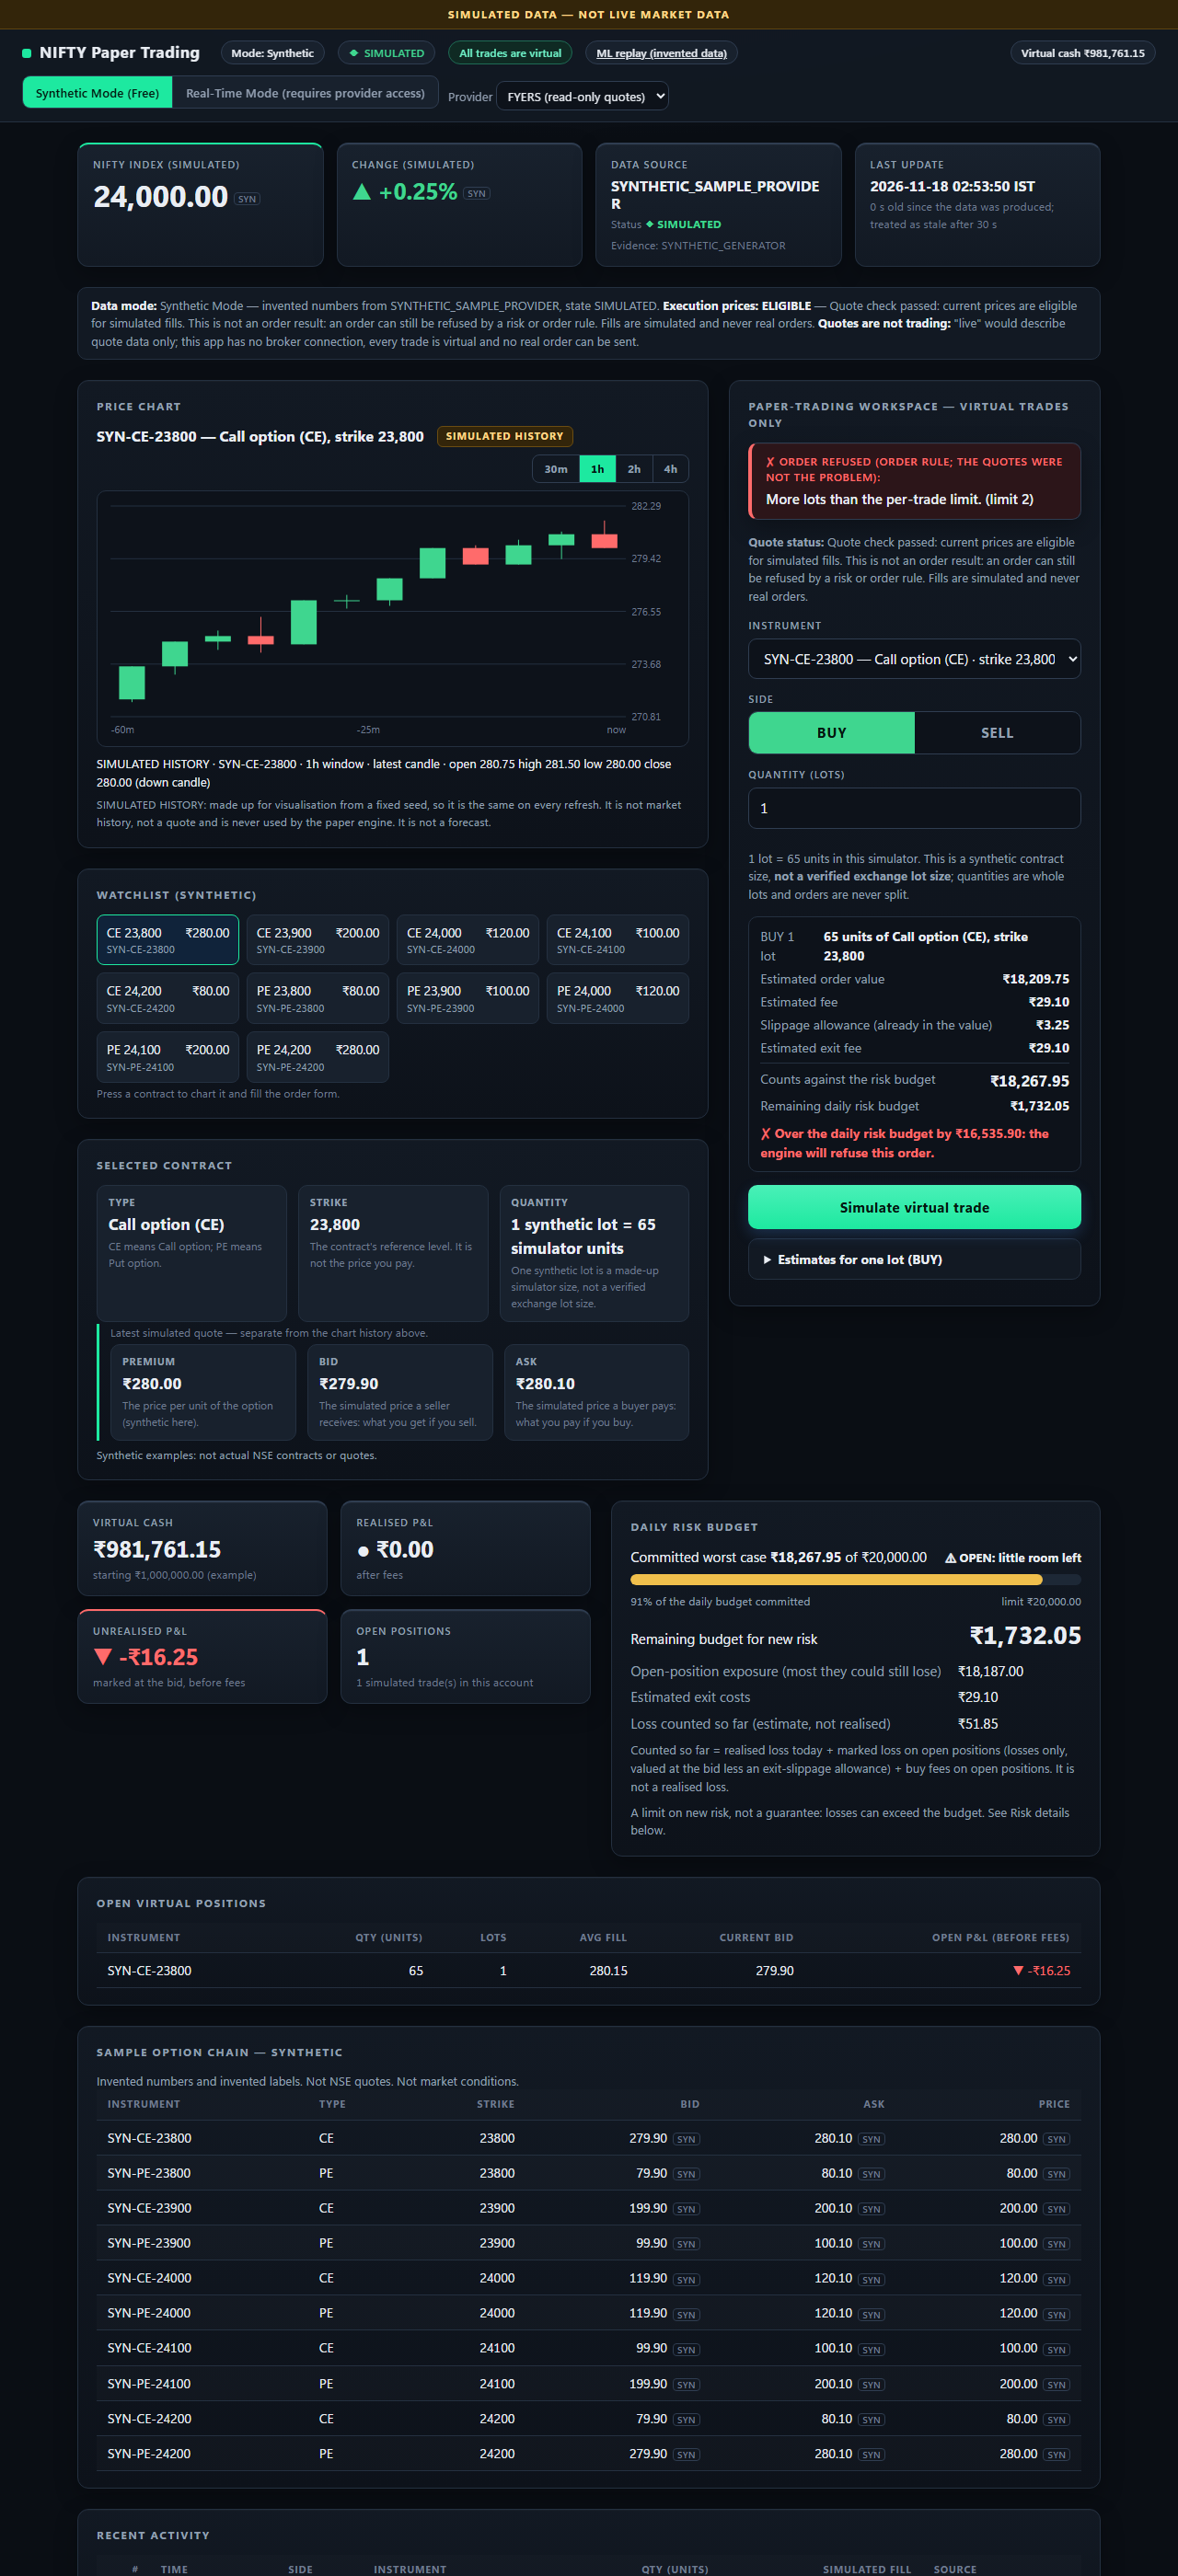 SIMULATED DATA — NOT LIVE MARKET DATA
NIFTY Paper Trading
Mode: Synthetic
❖ SIMULATED
All trades are virtual
ML replay (invented data)
Virtual cash ₹981,761.15
Synthetic Mode (Free)
Real-Time Mode (requires provider access)
Provider
FYERS (read-only quotes)
NIFTY INDEX (SIMULATED)
24,000.00 SYN
CHANGE (SIMULATED)
▲ +0.25% SYN
DATA SOURCE
SYNTHETIC_SAMPLE_PROVIDE
R
Status ❖ SIMULATED
Evidence: SYNTHETIC_GENERATOR
LAST UPDATE
2026-11-18 02:53:50 IST
0 s old since the data was produced;
treated as stale after 30 s
Data mode: Synthetic Mode — invented numbers from SYNTHETIC_SAMPLE_PROVIDER, state SIMULATED. Execution prices: ELIGIBLE — Quote check passed: current prices are eligible
for simulated fills. This is not an order result: an order can still be refused by a risk or order rule. Fills are simulated and never real orders. Quotes are not trading: "live" would describe
quote data only; this app has no broker connection, every trade is virtual and no real order can be sent.
PRICE CHART
SYN-CE-23800 — Call option (CE), strike 23,800
SIMULATED HISTORY
30m 1h 2h 4h
282.29
279.42
276.55
273.68
270.81
-60m -25m now
SIMULATED HISTORY · SYN-CE-23800 · 1h window · latest candle · open 280.75 high 281.50 low 280.00 close
280.00 (down candle)
SIMULATED HISTORY: made up for visualisation from a fixed seed, so it is the same on every refresh. It is not market
history, not a quote and is never used by the paper engine. It is not a forecast.
WATCHLIST (SYNTHETIC)
CE 23,800 ₹280.00
SYN-CE-23800
CE 23,900 ₹200.00
SYN-CE-23900
CE 24,000 ₹120.00
SYN-CE-24000
CE 24,100 ₹100.00
SYN-CE-24100
CE 24,200 ₹80.00
SYN-CE-24200
PE 23,800 ₹80.00
SYN-PE-23800
PE 23,900 ₹100.00
SYN-PE-23900
PE 24,000 ₹120.00
SYN-PE-24000
PE 24,100 ₹200.00
SYN-PE-24100
PE 24,200 ₹280.00
SYN-PE-24200
Press a contract to chart it and fill the order form.
SELECTED CONTRACT
TYPE
Call option (CE)
CE means Call option; PE means
Put option.
STRIKE
23,800
The contract's reference level. It is
not the price you pay.
QUANTITY
1 synthetic lot = 65
simulator units
One synthetic lot is a made-up
simulator size, not a verified
exchange lot size.
Latest simulated quote — separate from the chart history above.
PREMIUM
₹280.00
The price per unit of the option
(synthetic here).
BID
₹279.90
The simulated price a seller
receives: what you get if you sell.
ASK
₹280.10
The simulated price a buyer pays:
what you pay if you buy.
Synthetic examples: not actual NSE contracts or quotes.
PAPER-TRADING WORKSPACE — VIRTUAL TRADES
ONLY
✗ ORDER REFUSED (ORDER RULE; THE QUOTES WERE
NOT THE PROBLEM):
More lots than the per-trade limit. (limit 2)
Quote status: Quote check passed: current prices are eligible
for simulated fills. This is not an order result: an order can still
be refused by a risk or order rule. Fills are simulated and never
real orders.
INSTRUMENT
SYN-CE-23800 — Call option (CE) · strike 23,800
SIDE
BUY SELL
QUANTITY (LOTS)
1
1 lot = 65 units in this simulator. This is a synthetic contract
size, not a verified exchange lot size; quantities are whole
lots and orders are never split.
BUY 1 65 units of Call option (CE), strike
lot 23,800
Estimated order value ₹18,209.75
Estimated fee ₹29.10
Slippage allowance (already in the value) ₹3.25
Estimated exit fee ₹29.10
Counts against the risk budget ₹18,267.95
Remaining daily risk budget ₹1,732.05
✗ Over the daily risk budget by ₹16,535.90: the
engine will refuse this order.
Simulate virtual trade
▶ Estimates for one lot (BUY)
VIRTUAL CASH
₹981,761.15
starting ₹1,000,000.00 (example)
REALISED P&L
● ₹0.00
after fees
UNREALISED P&L
▼ -₹16.25
marked at the bid, before fees
OPEN POSITIONS
1
1 simulated trade(s) in this account
DAILY RISK BUDGET
Committed worst case ₹18,267.95 of ₹20,000.00
⚠ OPEN: little room left
91% of the daily budget committed
limit ₹20,000.00
Remaining budget for new risk ₹1,732.05
Open-position exposure (most they could still lose) ₹18,187.00
Estimated exit costs ₹29.10
Loss counted so far (estimate, not realised) ₹51.85
Counted so far = realised loss today + marked loss on open positions (losses only,
valued at the bid less an exit-slippage allowance) + buy fees on open positions. It is
not a realised loss.
A limit on new risk, not a guarantee: losses can exceed the budget. See Risk details
below.
OPEN VIRTUAL POSITIONS
INSTRUMENT QTY (UNITS) LOTS AVG FILL CURRENT BID OPEN P&L (BEFORE FEES)
SYN-CE-23800 65 1 280.15 279.90 ▼ -₹16.25
SAMPLE OPTION CHAIN — SYNTHETIC
Invented numbers and invented labels. Not NSE quotes. Not market conditions.
INSTRUMENT TYPE STRIKE BID ASK PRICE
SYN-CE-23800 CE 23800 279.90 SYN 280.10 SYN 280.00 SYN
SYN-PE-23800 PE 23800 79.90 SYN 80.10 SYN 80.00 SYN
SYN-CE-23900 CE 23900 199.90 SYN 200.10 SYN 200.00 SYN
SYN-PE-23900 PE 23900 99.90 SYN 100.10 SYN 100.00 SYN
SYN-CE-24000 CE 24000 119.90 SYN 120.10 SYN 120.00 SYN
SYN-PE-24000 PE 24000 119.90 SYN 120.10 SYN 120.00 SYN
SYN-CE-24100 CE 24100 99.90 SYN 100.10 SYN 100.00 SYN
SYN-PE-24100 PE 24100 199.90 SYN 200.10 SYN 200.00 SYN
SYN-CE-24200 CE 24200 79.90 SYN 80.10 SYN 80.00 SYN
SYN-PE-24200 PE 24200 279.90 SYN 280.10 SYN 280.00 SYN
RECENT ACTIVITY
# TIME SIDE INSTRUMENT QTY (UNITS) SIMULATED FILL SOURCE